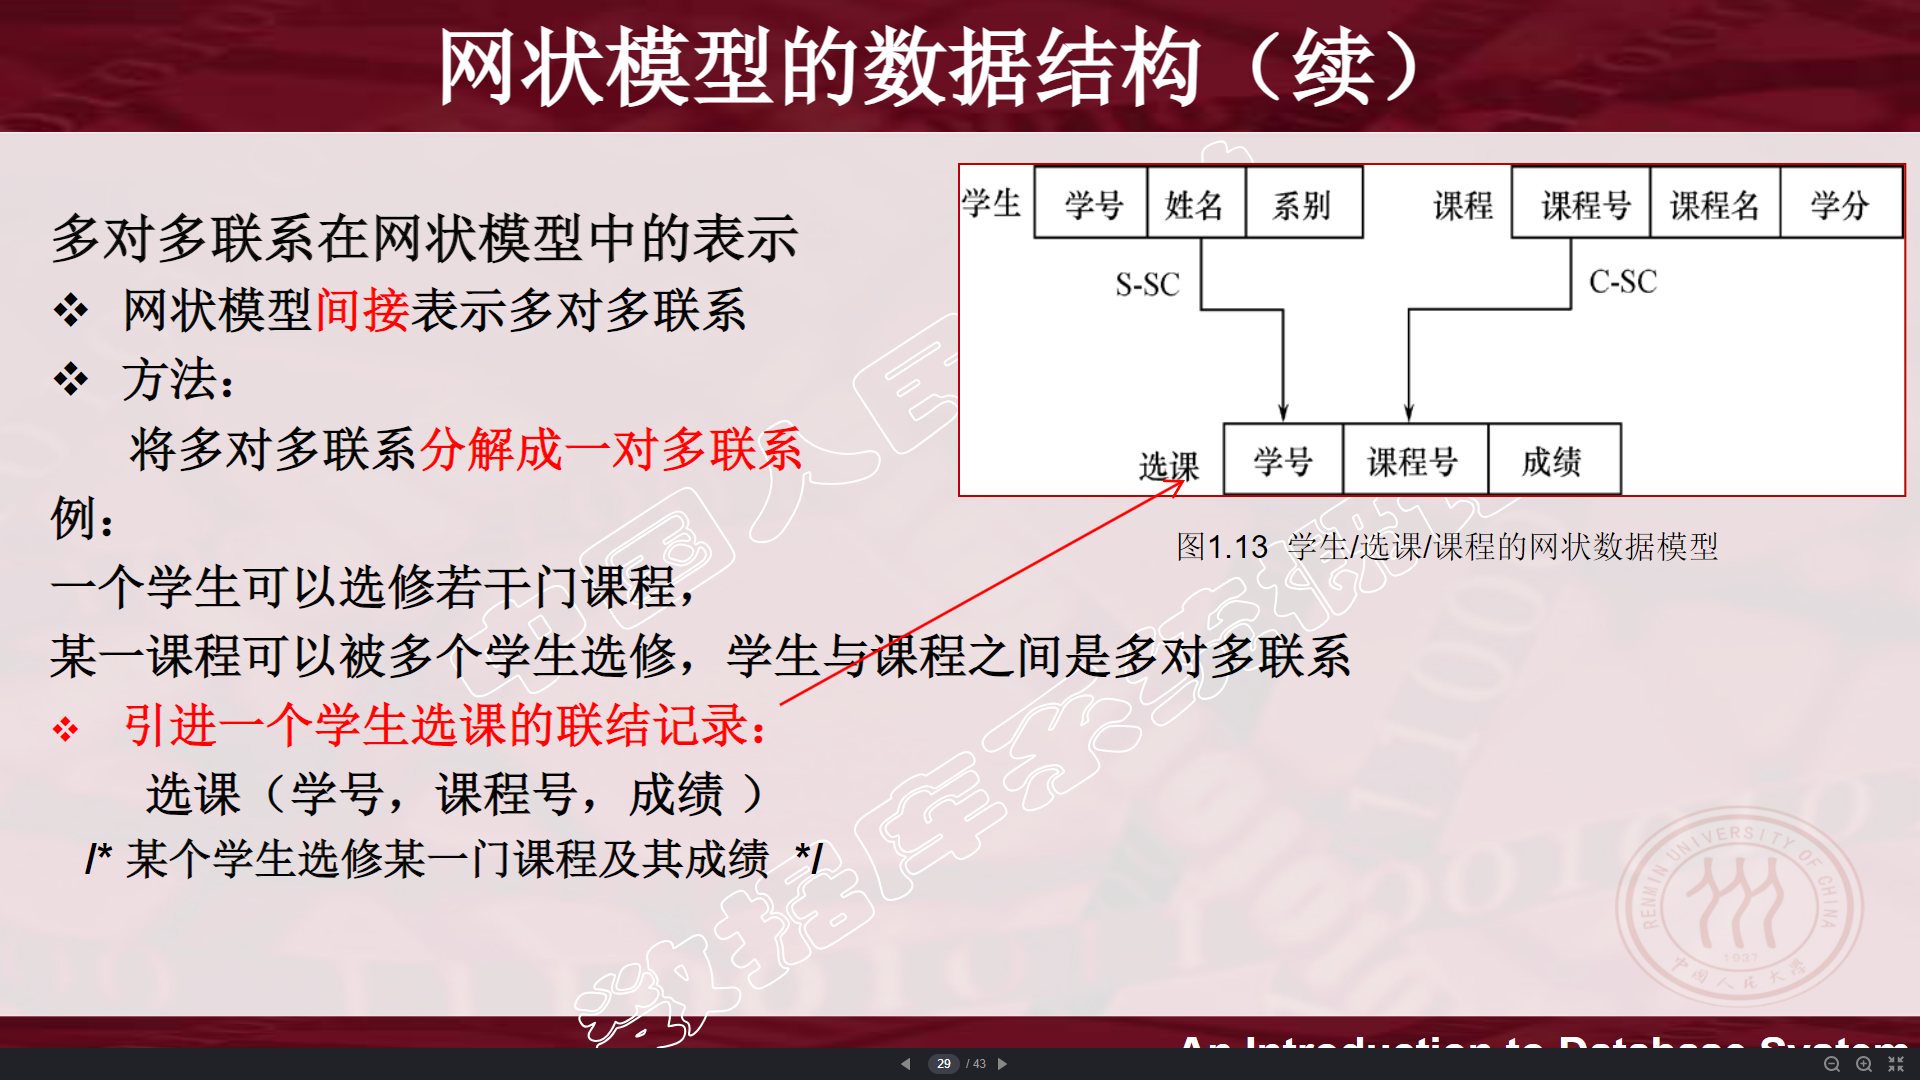 网状模型的数据结构（续）
多对多联系在网状模型中的表示
❖ 网状模型间接表示多对多联系
❖ 方法：
将多对多联系分解成一对多联系
例：
一个学生可以选修若干门课程，
某一课程可以被多个学生选修，学生与课程之间是多对多联系
❖ 引进一个学生选课的联结记录：
选课（学号，课程号，成绩 ）
/* 某个学生选修某一门课程及其成绩 */
学生 学号 姓名 系别 课程 课程号 课程名 学分
S-SC C-SC
选课 学号 课程号 成绩
图1.13 学生/选课/课程的网状数据模型
RENMIN UNIVERSITY OF CHINA
1937
中国人民大学
An Introduction to Database System
29 / 43